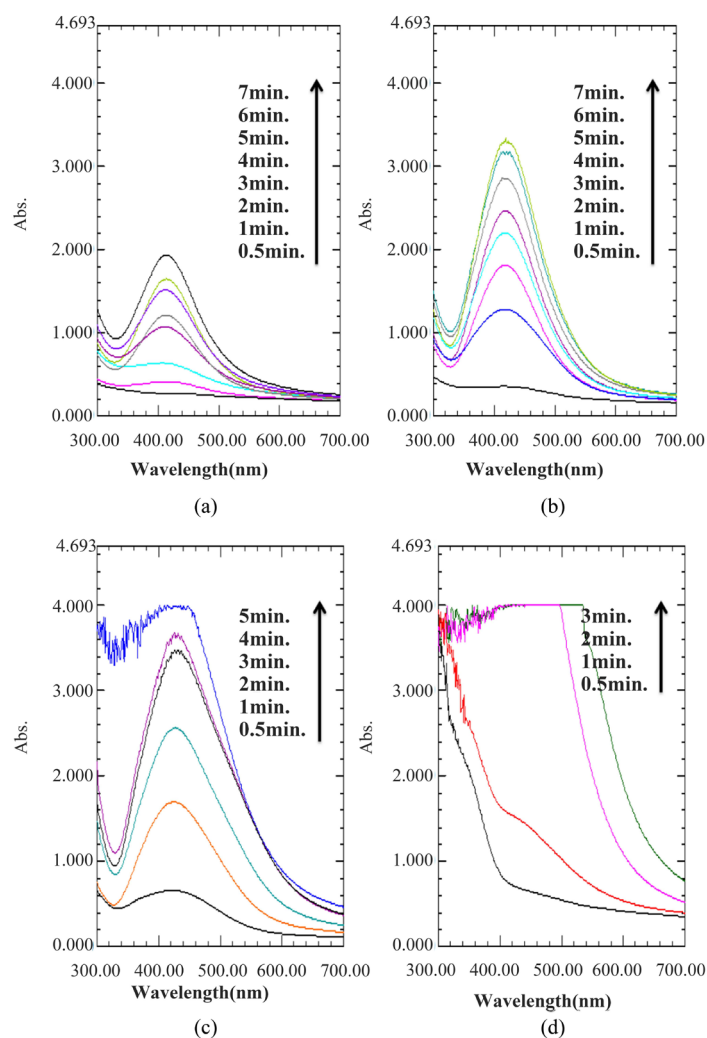 4.693
4.000
3.000
2.000
1.000
0.000
Abs.
7min.
6min.
5min.
4min.
3min.
2min.
1min.
0.5min.
300.00 400.00 500.00 600.00 700.00
Wavelength(nm)
(a)
4.693
4.000
3.000
2.000
1.000
0.000
Abs.
7min.
6min.
5min.
4min.
3min.
2min.
1min.
0.5min.
300.00 400.00 500.00 600.00 700.00
Wavelength(nm)
(b)
4.693
4.000
3.000
2.000
1.000
0.000
Abs.
5min.
4min.
3min.
2min.
1min.
0.5min.
300.00 400.00 500.00 600.00 700.00
Wavelength(nm)
(c)
4.693
4.000
3.000
2.000
1.000
0.000
Abs.
3min.
2min.
1min.
0.5min.
300.00 400.00 500.00 600.00 700.00
Wavelength(nm)
(d)